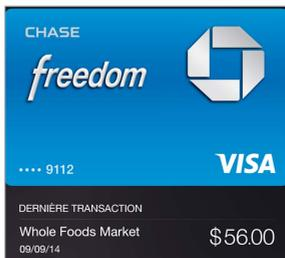 CHASE
freedom
•••• 9112
VISA
DERNIÈRE TRANSACTION
Whole Foods Market
$56.00
09/09/14